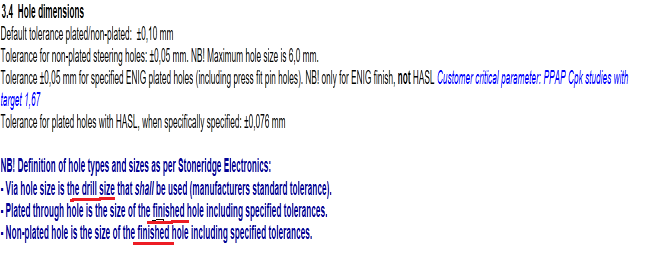 3.4 Hole dimensions
Default tolerance plated/non-plated: ±0,10 mm
Tolerance for non-plated steering holes: ±0,05 mm. NB! Maximum hole size is 6,0 mm.
Tolerance ±0,05 mm for specified ENIG plated holes (including press fit pin holes). NB! only for ENIG finish, not HASL Customer critical parameter: PPAP Cpk studies with
target 1,67
Tolerance for plated holes with HASL, when specifically specified: ±0,076 mm
NB! Definition of hole types and sizes as per Stoneridge Electronics:
- Via hole size is the drill size that shall be used (manufacturers standard tolerance).
- Plated through hole is the size of the finished hole including specified tolerances.
- Non-plated hole is the size of the finished hole including specified tolerances.